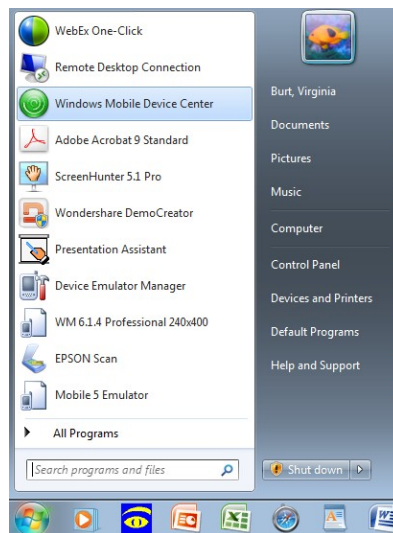 WebEx One-Click
Remote Desktop Connection
Windows Mobile Device Center
Adobe Acrobat 9 Standard
ScreenHunter 5.1 Pro
Wondershare DemoCreator
Presentation Assistant
Device Emulator Manager
WM 6.1.4 Professional 240x400
EPSON Scan
Mobile 5 Emulator
All Programs
Search programs and files
Burt, Virginia
Documents
Pictures
Music
Computer
Control Panel
Devices and Printers
Default Programs
Help and Support
Shut down